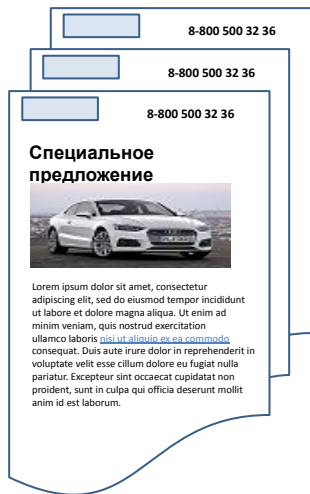 8-800 500 32 36
8-800 500 32 36
8-800 500 32 36
Специальное
предложение
Lorem ipsum dolor sit amet, consectetur
adipiscing elit, sed do eiusmod tempor incididunt
ut labore et dolore magna aliqua. Ut enim ad
minim veniam, quis nostrud exercitation
ullamco laboris nisi ut aliquip ex ea commodo
consequat. Duis aute irure dolor in reprehenderit in
voluptate velit esse cillum dolore eu fugiat nulla
pariatur. Excepteur sint occaecat cupidatat non
proident, sunt in culpa qui officia deserunt mollit
anim id est laborum.